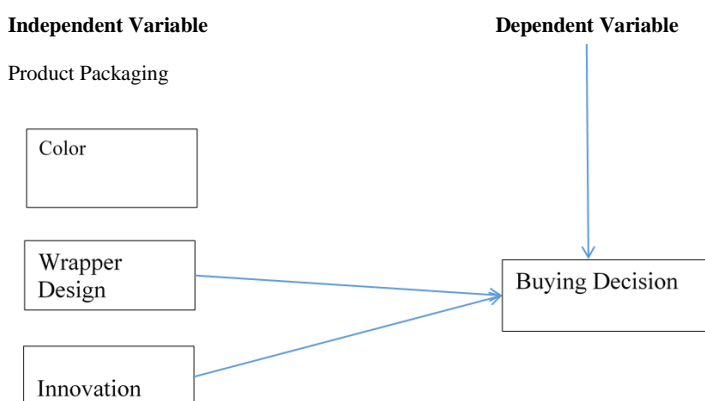 Independent Variable
Dependent Variable
Product Packaging
Color
Wrapper
Design
Buying Decision
Innovation